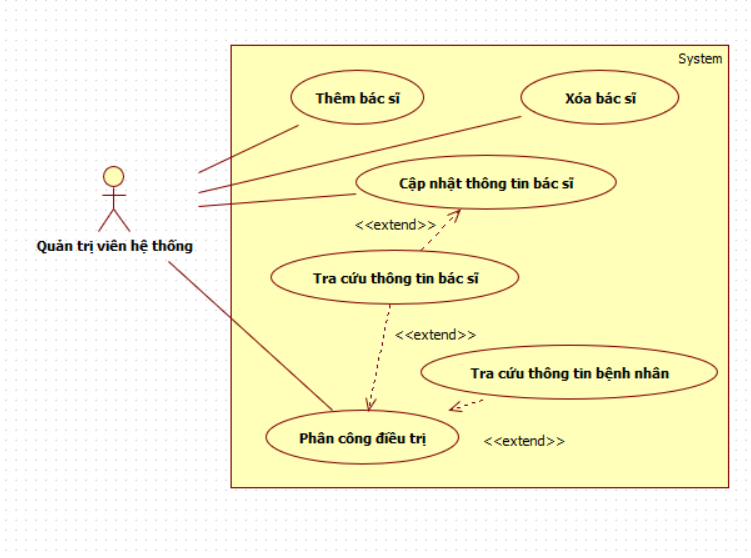 System
Thêm bác sĩ
Xóa bác sĩ
Cập nhật thông tin bác sĩ
<<extend>>
Quản trị viên hệ thống
Tra cứu thông tin bác sĩ
<<extend>>
Tra cứu thông tin bệnh nhân
Phân công điều trị
<<extend>>